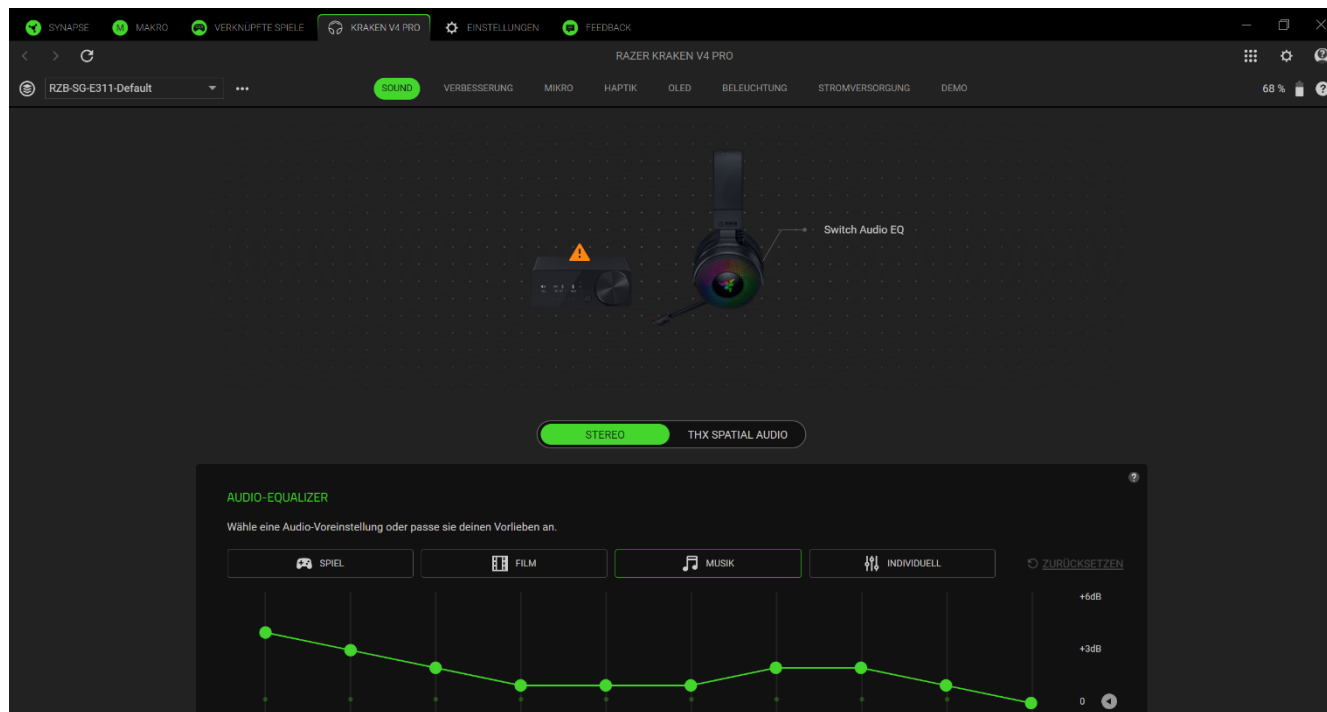 SYNAPSE M MAKRO VERKNÜPFTE SPIELE KRAKEN V4 PRO EINSTELLUNGEN FEEDBACK
RAZER KRAKEN V4 PRO
RZB-SG-E311-Default SOUND VERBESSERUNG MIKRO HAPTIK OLED BELEUCHTUNG STROMVERSORGUNG DEMO 68 %
Switch Audio EQ
STEREO THX SPATIAL AUDIO
AUDIO-EQUALIZER
Wähle eine Audio-Voreinstellung oder passe sie deinen Vorlieben an.
SPIEL FILM MUSIK INDIVIDUELL ZURÜCKSETZEN
+6dB
+3dB
0